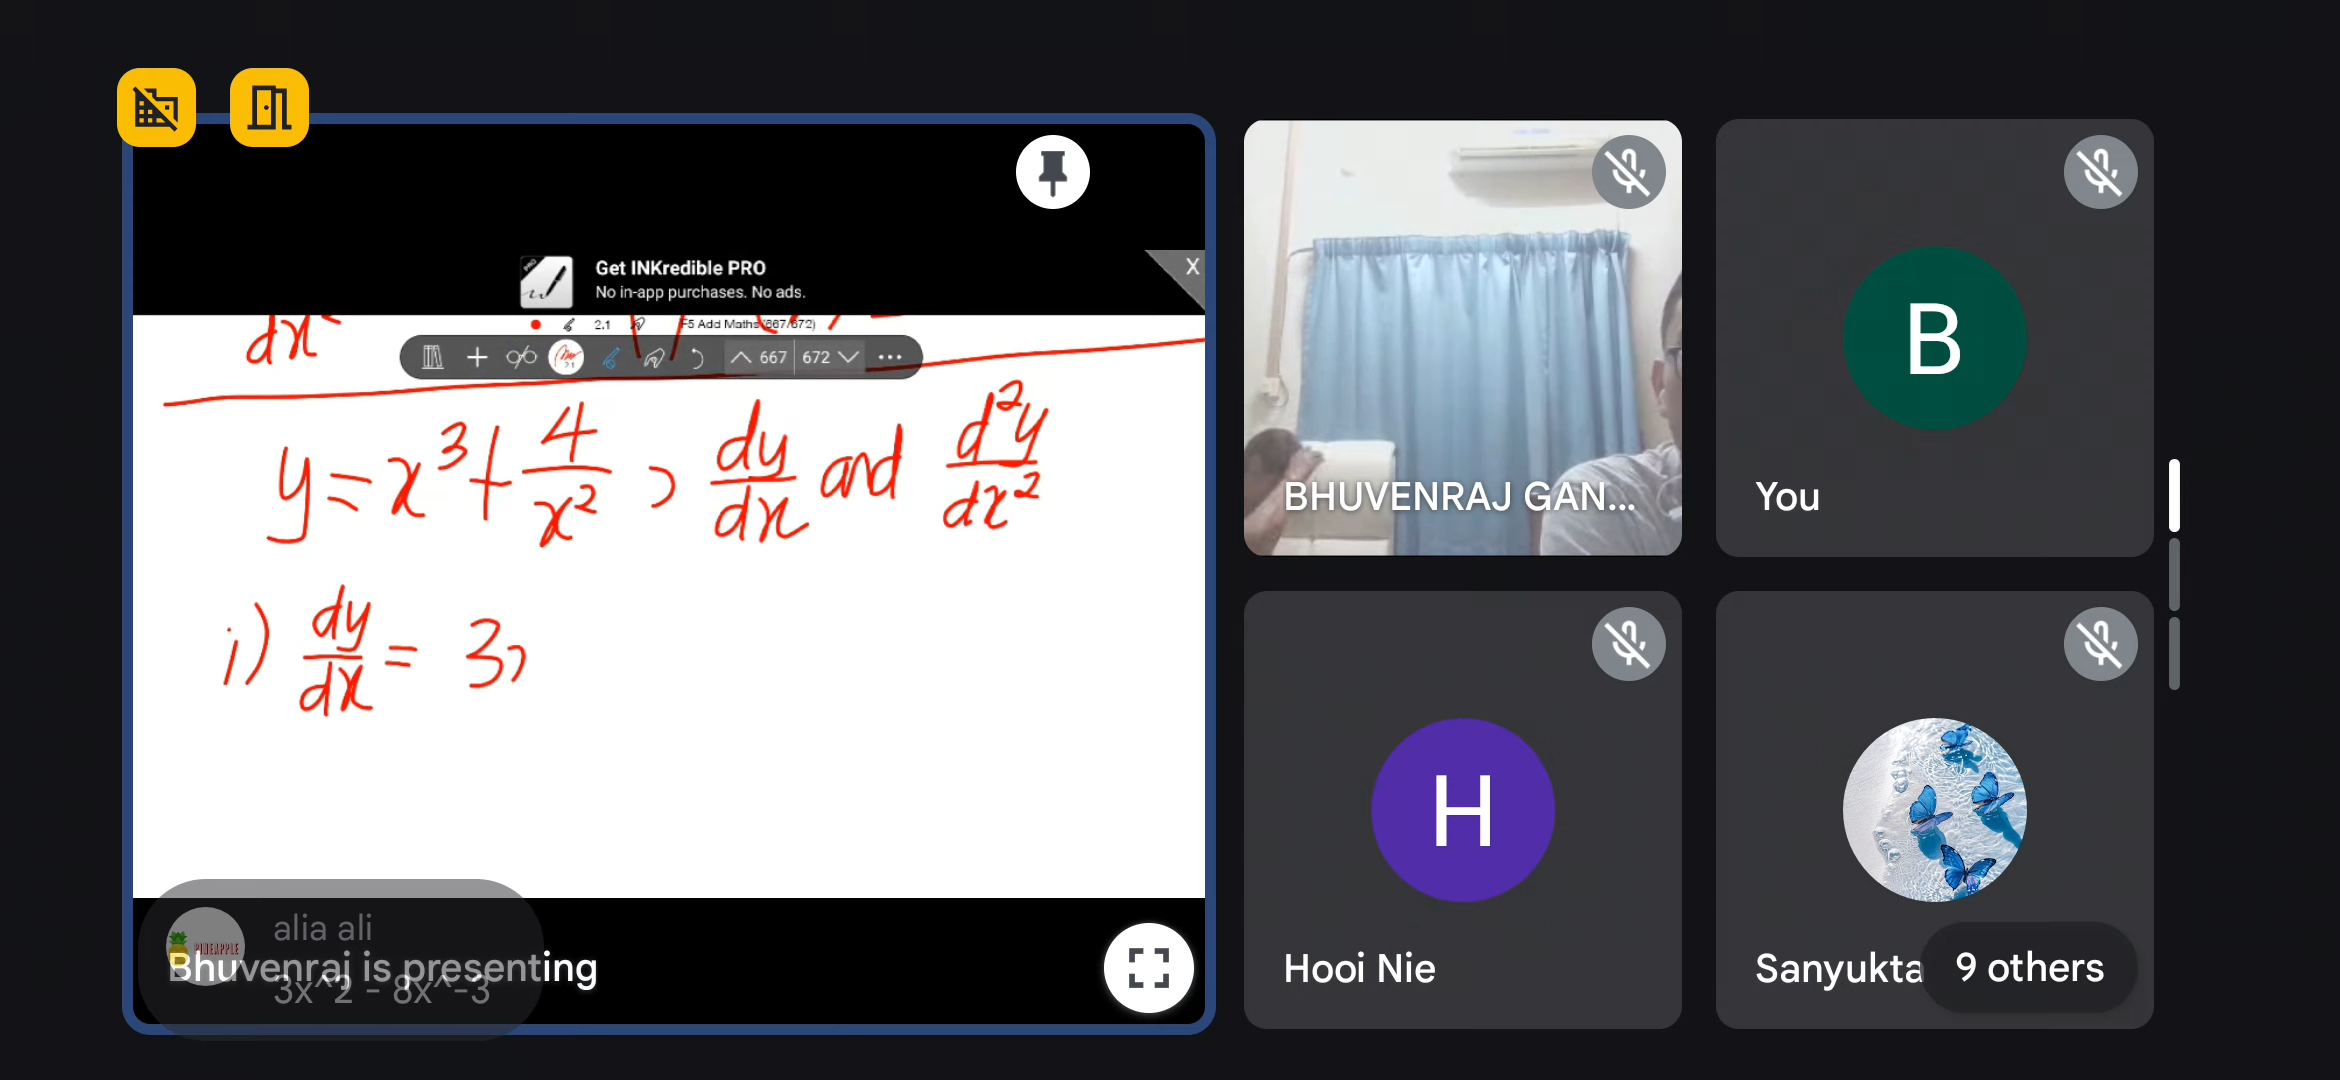 Get INKredible PRO
No in-app purchases. No ads.
X
2.1 F5 Add Maths (667/672)
667 672
dx²
y = x³ + 4/x² , dy/dx and d²y/dx²
i) dy/dx = 3
alia ali
3x^2 - 8x^-3
Bhuvenraj is presenting
BHUVENRAJ GAN...
B
You
H
Hooi Nie
PINEAPPLE
Sanyukta
9 others